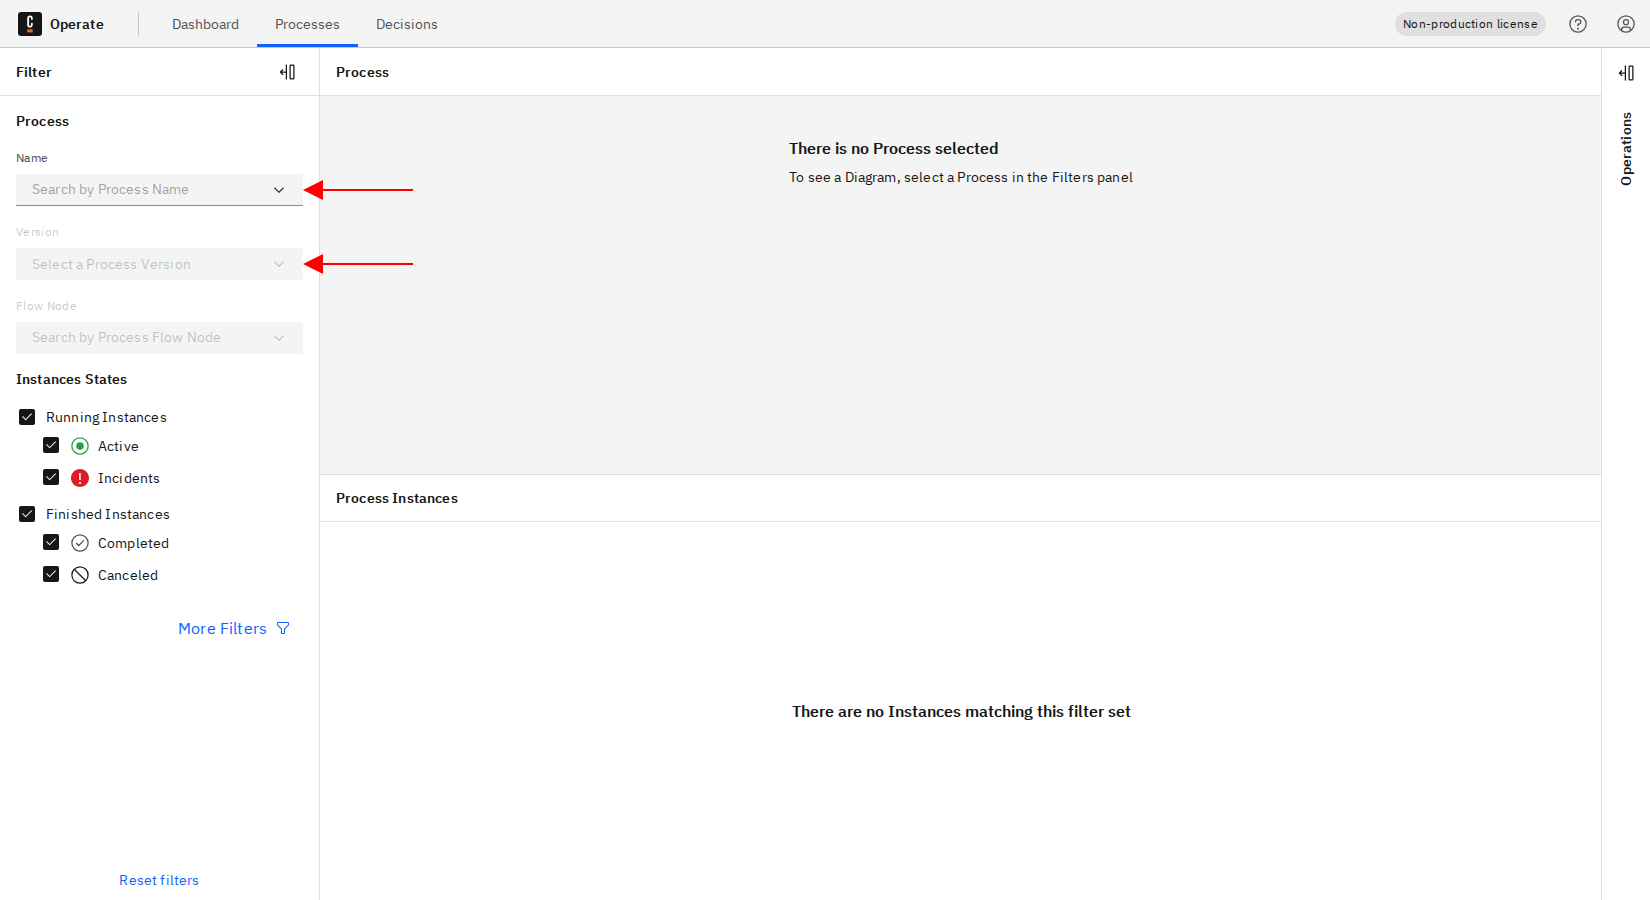 Operate
Dashboard
Processes
Decisions
Non-production license
Filter
Process
Name
Search by Process Name
Version
Select a Process Version
Flow Node
Search by Process Flow Node
Instances States
Running Instances
Active
Incidents
Finished Instances
Completed
Canceled
More Filters
Reset filters
Process
There is no Process selected
To see a Diagram, select a Process in the Filters panel
Process Instances
There are no Instances matching this filter set
Operations